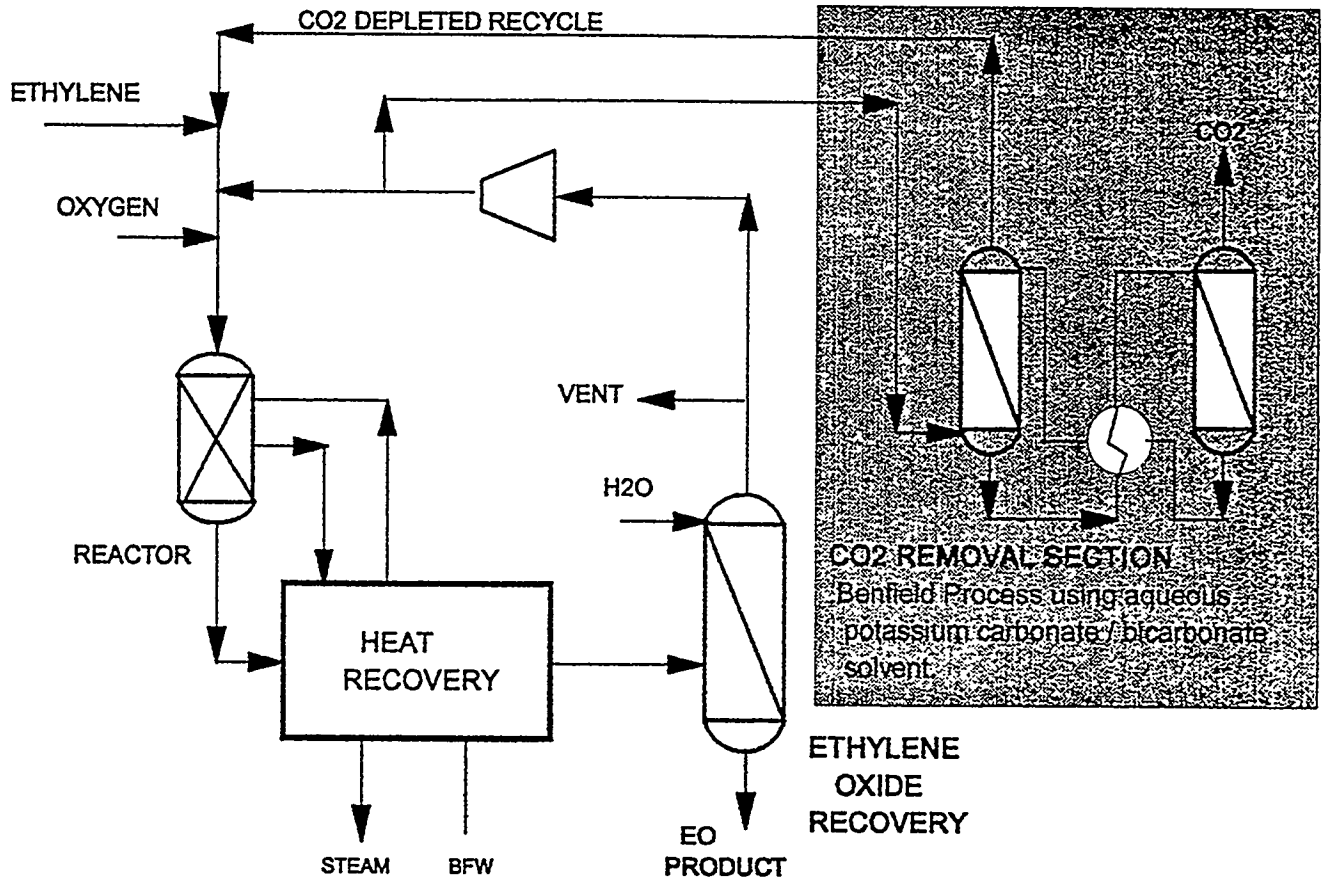 CO2 DEPLETED RECYCLE
ETHYLENE
OXYGEN
CO2
VENT
H2O
REACTOR
HEAT
RECOVERY
CO2 REMOVAL SECTION
Benfield Process using aqueous
potassium carbonate / bicarbonate
solvent.
ETHYLENE
OXIDE
RECOVERY
EO
PRODUCT
STEAM
BFW